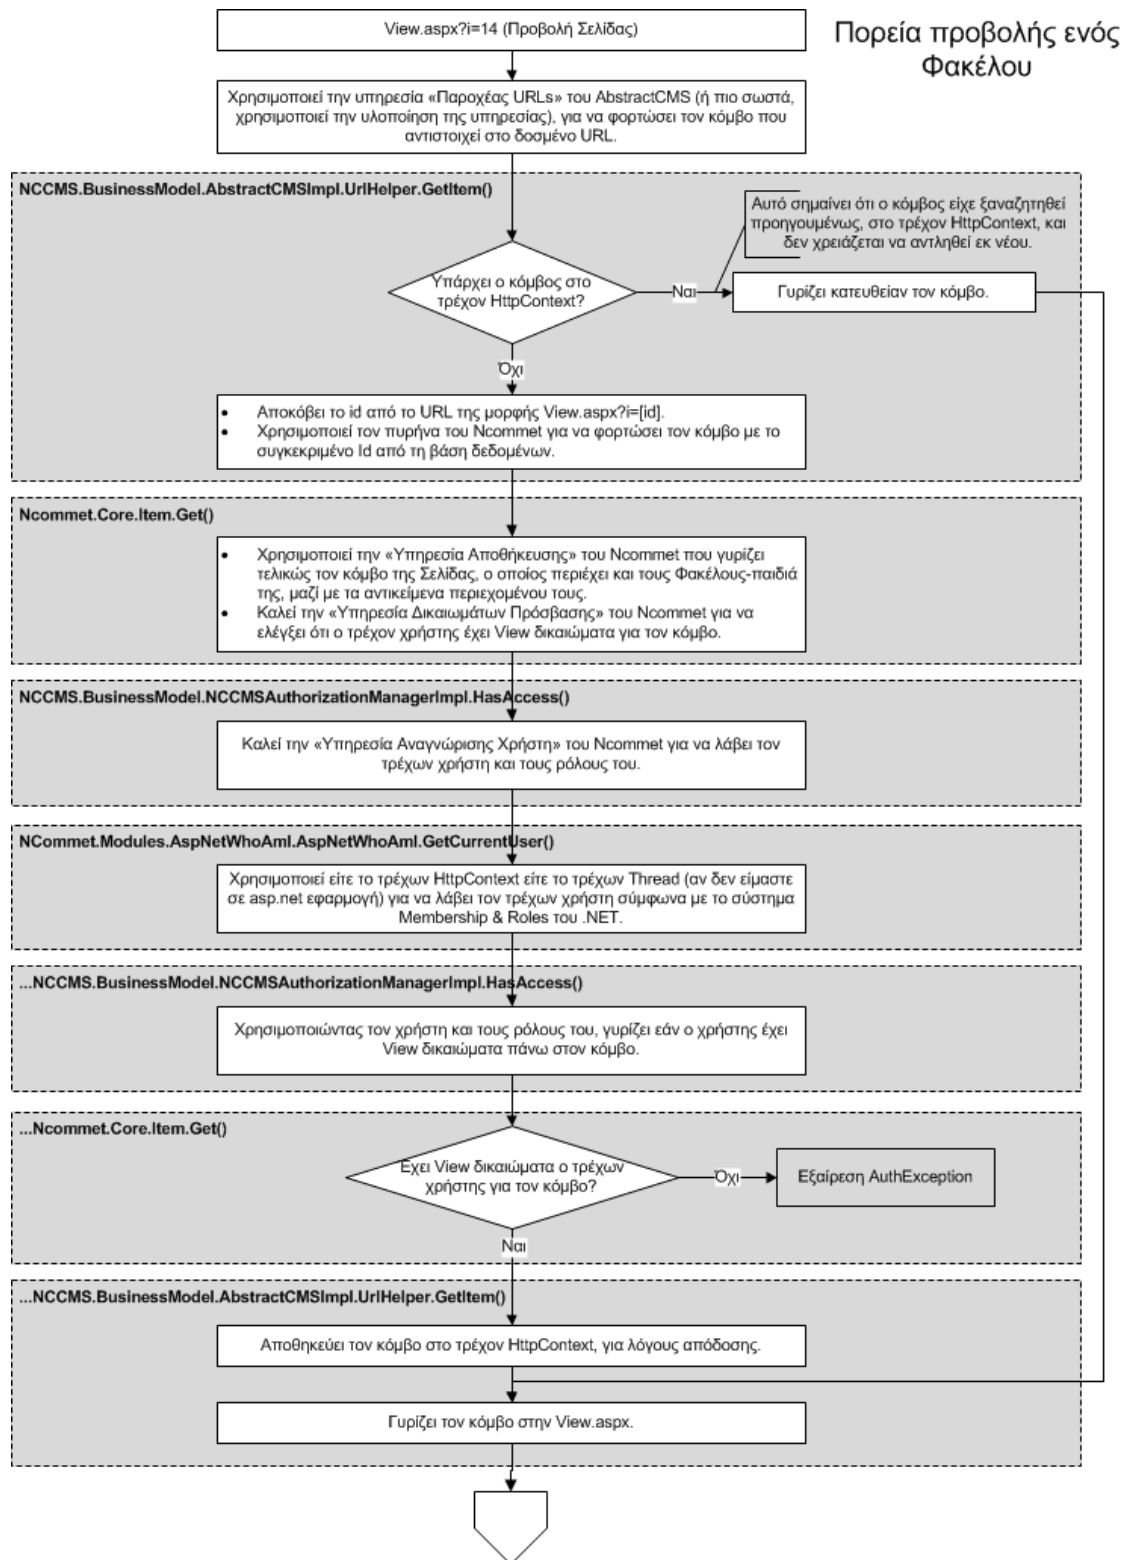 View.aspx?i=14 (Προβολή Σελίδας)
Πορεία προβολής ενός
Φακέλου
Χρησιμοποιεί την υπηρεσία «Παροχέας URLs» του AbstractCMS (ή πιο σωστά,
χρησιμοποιεί την υλοποίηση της υπηρεσίας), για να φορτώσει τον κόμβο που
αντιστοιχεί στο δοσμένο URL.
NCCMS.BusinessModel.AbstractCMSImpl.UrlHelper.GetItem()
Αυτό σημαίνει ότι ο κόμβος είχε ξαναζητηθεί
προηγουμένως, στο τρέχον HttpContext, και
δεν χρειάζεται να αντληθεί εκ νέου.
Υπάρχει ο κόμβος στο
τρέχον HttpContext?
Ναι
Γυρίζει κατευθείαν τον κόμβο.
Όχι
• Αποκόβει το id από το URL της μορφής View.aspx?i=[id].
• Χρησιμοποιεί τον πυρήνα του Ncommet για να φορτώσει τον κόμβο με το
συγκεκριμένο Id από τη βάση δεδομένων.
Ncommet.Core.Item.Get()
• Χρησιμοποιεί την «Υπηρεσία Αποθήκευσης» του Ncommet που γυρίζει
τελικώς τον κόμβο της Σελίδας, ο οποίος περιέχει και τους Φακέλους-παιδιά
της, μαζί με τα αντικείμενα περιεχομένου τους.
• Καλεί την «Υπηρεσία Δικαιωμάτων Πρόσβασης» του Ncommet για να
ελέγξει ότι ο τρέχον χρήστης έχει View δικαιώματα για τον κόμβο.
NCCMS.BusinessModel.NCCMSAuthorizationManagerImpl.HasAccess()
Καλεί την «Υπηρεσία Αναγνώρισης Χρήστη» του Ncommet για να λάβει τον
τρέχων χρήστη και τους ρόλους του.
NCommet.Modules.AspNetWhoAmI.AspNetWhoAmI.GetCurrentUser()
Χρησιμοποιεί είτε το τρέχων HttpContext είτε το τρέχων Thread (αν δεν είμαστε
σε asp.net εφαρμογή) για να λάβει τον τρέχων χρήστη σύμφωνα με το σύστημα
Membership & Roles του .NET.
...NCCMS.BusinessModel.NCCMSAuthorizationManagerImpl.HasAccess()
Χρησιμοποιώντας τον χρήστη και τους ρόλους του, γυρίζει εάν ο χρήστης έχει
View δικαιώματα πάνω στον κόμβο.
...Ncommet.Core.Item.Get()
Έχει View δικαιώματα ο τρέχων
χρήστης για τον κόμβο?
Όχι
Εξαίρεση AuthException
Ναι
...NCCMS.BusinessModel.AbstractCMSImpl.UrlHelper.GetItem()
Αποθηκεύει τον κόμβο στο τρέχον HttpContext, για λόγους απόδοσης.
Γυρίζει τον κόμβο στην View.aspx.